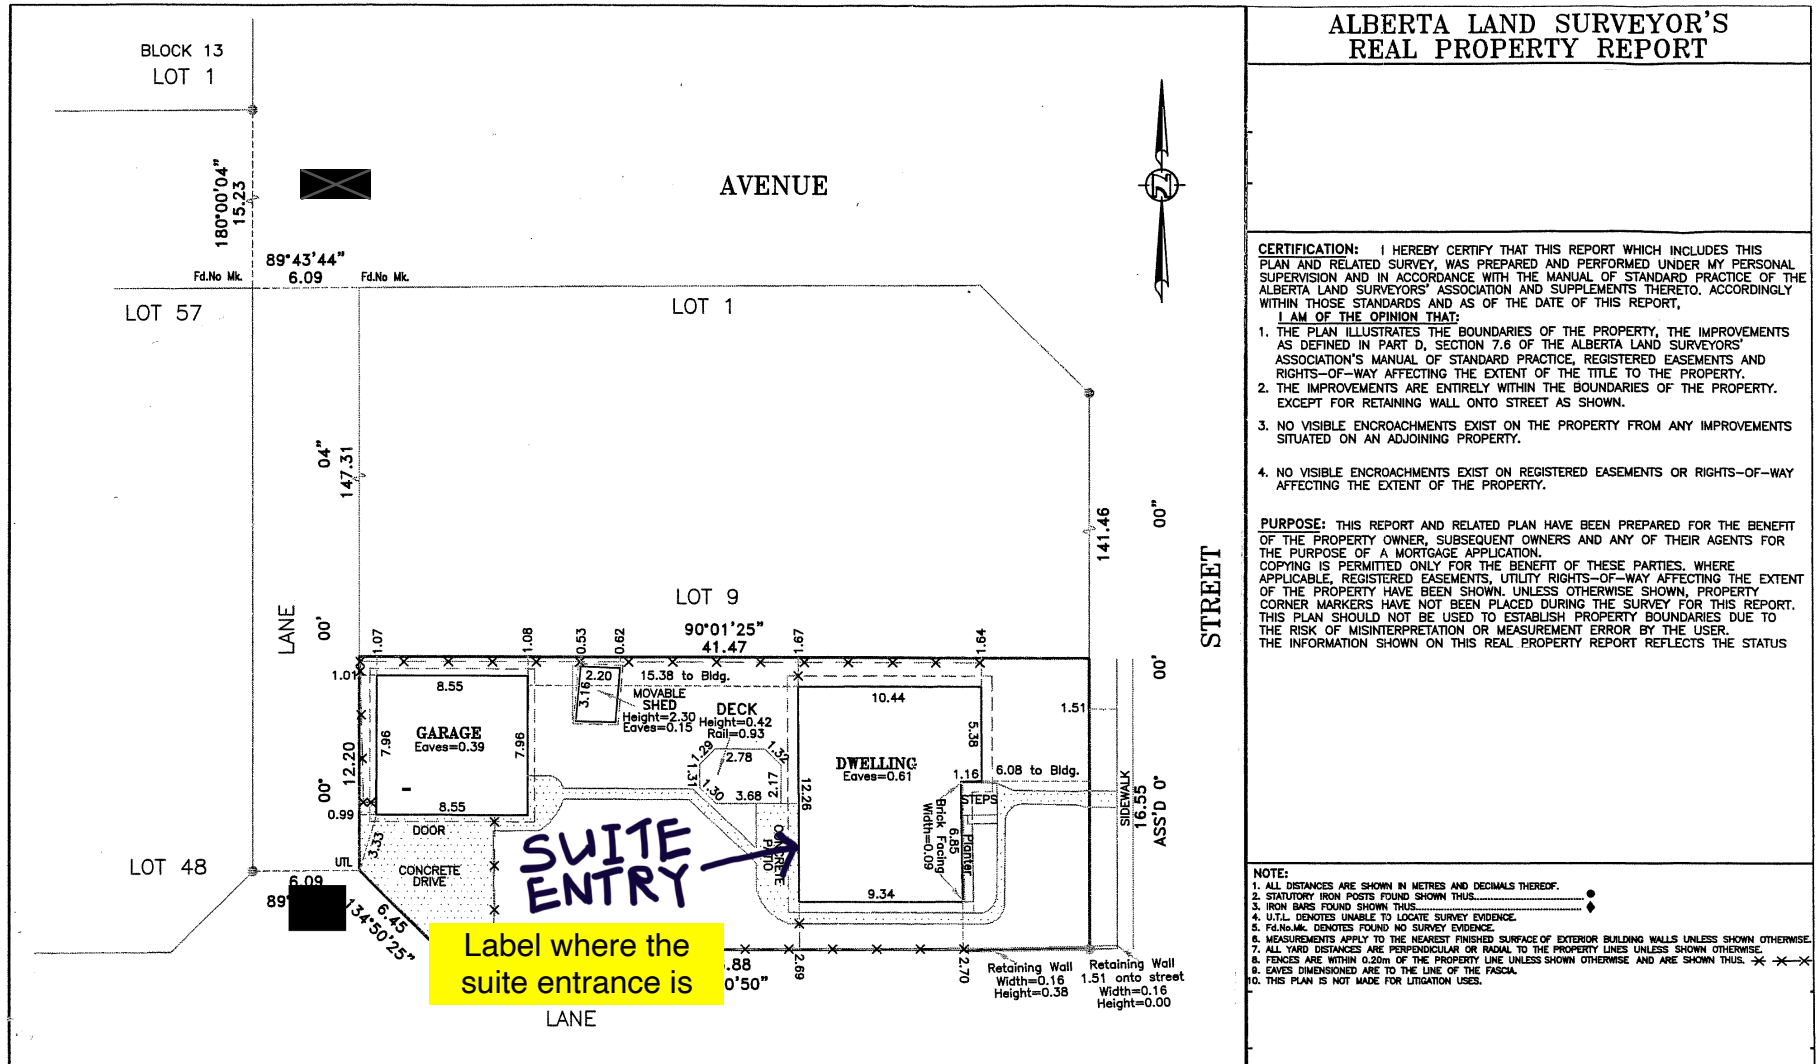 BLOCK 13
LOT 1
180°00'04"
15.23
AVENUE
89°43'44"
6.09
Fd.No Mk.
Fd.No Mk.
LOT 57
LOT 1
04"
147.31
00'
00"
LANE
LOT 48
6.09
89°
LOT 9
90°01'25"
41.47
1.07
1.08
0.53
0.62
1.67
1.64
1.01
8.55
GARAGE
Eaves=0.39
7.96
7.96
8.55
12.20
0.99
3.33
UTL
DOOR
CONCRETE
DRIVE
6.45
134°50'25"
2.20
3.16
15.38 to Bldg.
MOVABLE
SHED
Height=2.30
Eaves=0.15
DECK
Height=0.42
Rail=0.93
1.29
2.78
1.31
1.30
3.68
2.17
CONCRETE
PATIO
10.44
5.38
DWELLING
Eaves=0.61
12.26
1.16
6.08 to Bldg.
STEPS
Brick Facing
Width=0.09
6.85
Planter
9.34
1.51
SIDEWALK
16.55
ASS'D 0°
00'
00"
141.46
STREET
SUITE
ENTRY
Label where the
suite entrance is
.88
0'50"
2.69
2.70
Retaining Wall
Width=0.16
Height=0.38
Retaining Wall
1.51 onto street
Width=0.16
Height=0.00
LANE
ALBERTA LAND SURVEYOR'S
REAL PROPERTY REPORT
CERTIFICATION: I HEREBY CERTIFY THAT THIS REPORT WHICH INCLUDES THIS
PLAN AND RELATED SURVEY, WAS PREPARED AND PERFORMED UNDER MY PERSONAL
SUPERVISION AND IN ACCORDANCE WITH THE MANUAL OF STANDARD PRACTICE OF THE
ALBERTA LAND SURVEYORS' ASSOCIATION AND SUPPLEMENTS THERETO. ACCORDINGLY
WITHIN THOSE STANDARDS AND AS OF THE DATE OF THIS REPORT,
I AM OF THE OPINION THAT:
1. THE PLAN ILLUSTRATES THE BOUNDARIES OF THE PROPERTY, THE IMPROVEMENTS
AS DEFINED IN PART D, SECTION 7.6 OF THE ALBERTA LAND SURVEYORS'
ASSOCIATION'S MANUAL OF STANDARD PRACTICE, REGISTERED EASEMENTS AND
RIGHTS-OF-WAY AFFECTING THE EXTENT OF THE TITLE TO THE PROPERTY.
2. THE IMPROVEMENTS ARE ENTIRELY WITHIN THE BOUNDARIES OF THE PROPERTY.
EXCEPT FOR RETAINING WALL ONTO STREET AS SHOWN.
3. NO VISIBLE ENCROACHMENTS EXIST ON THE PROPERTY FROM ANY IMPROVEMENTS
SITUATED ON AN ADJOINING PROPERTY.
4. NO VISIBLE ENCROACHMENTS EXIST ON REGISTERED EASEMENTS OR RIGHTS-OF-WAY
AFFECTING THE EXTENT OF THE PROPERTY.
PURPOSE: THIS REPORT AND RELATED PLAN HAVE BEEN PREPARED FOR THE BENEFIT
OF THE PROPERTY OWNER, SUBSEQUENT OWNERS AND ANY OF THEIR AGENTS FOR
THE PURPOSE OF A MORTGAGE APPLICATION.
COPYING IS PERMITTED ONLY FOR THE BENEFIT OF THESE PARTIES. WHERE
APPLICABLE, REGISTERED EASEMENTS, UTILITY RIGHTS-OF-WAY AFFECTING THE EXTENT
OF THE PROPERTY HAVE BEEN SHOWN. UNLESS OTHERWISE SHOWN, PROPERTY
CORNER MARKERS HAVE NOT BEEN PLACED DURING THE SURVEY FOR THIS REPORT.
THIS PLAN SHOULD NOT BE USED TO ESTABLISH PROPERTY BOUNDARIES DUE TO
THE RISK OF MISINTERPRETATION OR MEASUREMENT ERROR BY THE USER.
THE INFORMATION SHOWN ON THIS REAL PROPERTY REPORT REFLECTS THE STATUS
NOTE:
1. ALL DISTANCES ARE SHOWN IN METRES AND DECIMALS THEREOF.
2. STATUTORY IRON POSTS FOUND SHOWN THUS
3. IRON BARS FOUND SHOWN THUS
4. U.T.L. DENOTES UNABLE TO LOCATE SURVEY EVIDENCE.
5. Fd.No.Mk. DENOTES FOUND NO SURVEY EVIDENCE.
6. MEASUREMENTS APPLY TO THE NEAREST FINISHED SURFACE OF EXTERIOR BUILDING WALLS UNLESS SHOWN OTHERWISE.
7. ALL YARD DISTANCES ARE PERPENDICULAR OR RADIAL TO THE PROPERTY LINES UNLESS SHOWN OTHERWISE.
8. FENCES ARE WITHIN 0.20m OF THE PROPERTY LINE UNLESS SHOWN OTHERWISE AND ARE SHOWN THUS.
9. EAVES DIMENSIONED ARE TO THE LINE OF THE FASCIA.
10. THIS PLAN IS NOT MADE FOR LITIGATION USES.